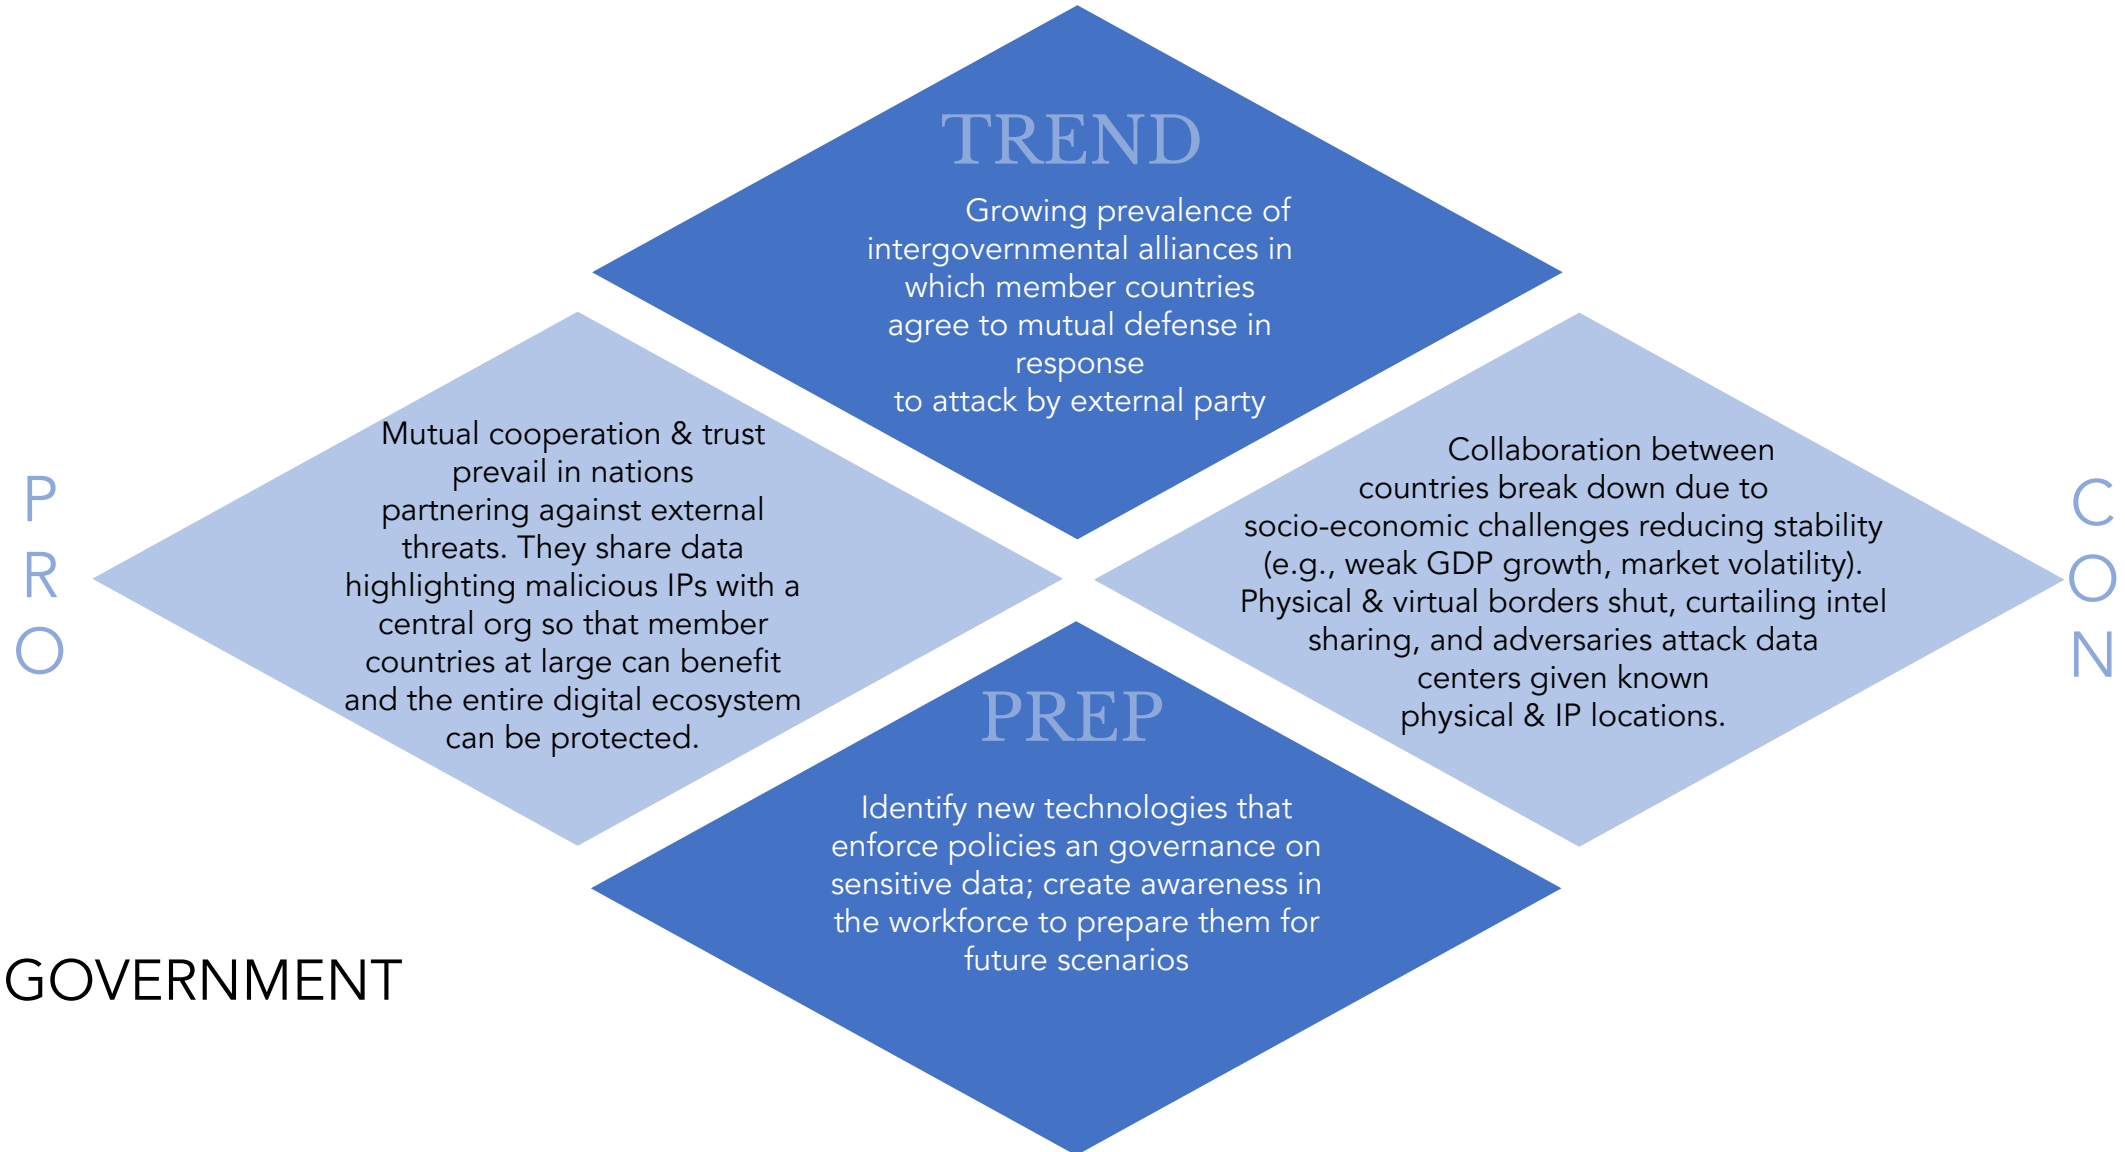 TREND
Growing prevalence of
intergovernmental alliances in
which member countries
agree to mutual defense in
response
to attack by external party
PRO
Mutual cooperation & trust
prevail in nations
partnering against external
threats. They share data
highlighting malicious IPs with a
central org so that member
countries at large can benefit
and the entire digital ecosystem
can be protected.
Collaboration between
countries break down due to
socio-economic challenges reducing stability
(e.g., weak GDP growth, market volatility).
Physical & virtual borders shut, curtailing intel
sharing, and adversaries attack data
centers given known
physical & IP locations.
CON
PREP
Identify new technologies that
enforce policies an governance on
sensitive data; create awareness in
the workforce to prepare them for
future scenarios
GOVERNMENT